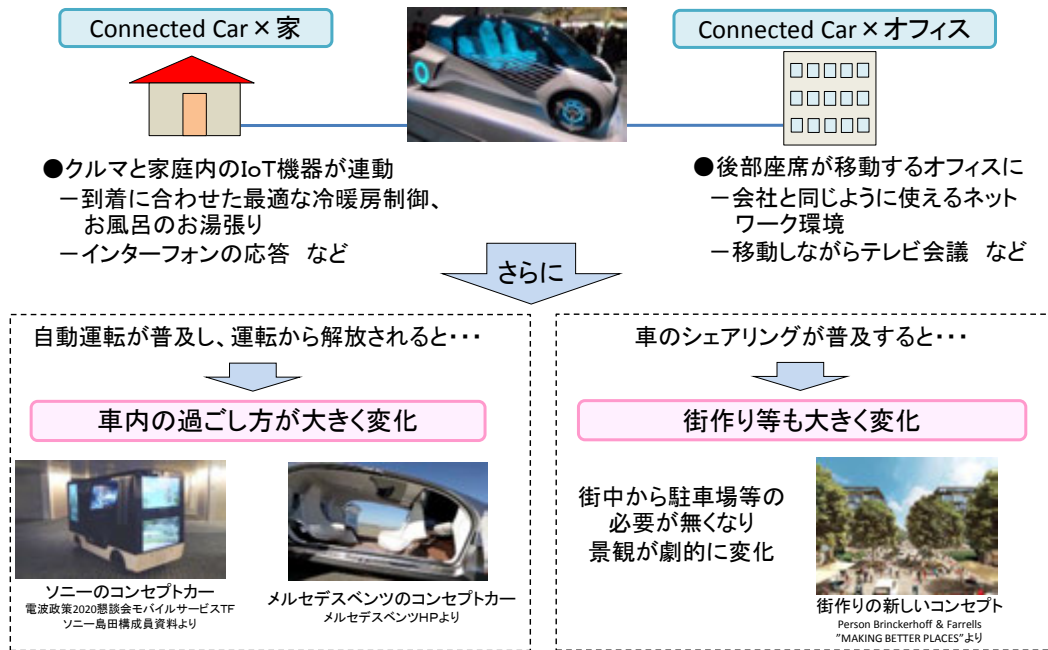 Connected Car×家
Connected Car×オフィス
●クルマと家庭内のIoT機器が連動
－到着に合わせた最適な冷暖房制御、
お風呂のお湯張り
－インターフォンの応答　など
●後部座席が移動するオフィスに
－会社と同じように使えるネット
ワーク環境
－移動しながらテレビ会議　など
さらに
自動運転が普及し、運転から解放されると・・・
車内の過ごし方が大きく変化
ソニーのコンセプトカー
電波政策2020懇談会モバイルサービスTF
ソニー島田構成員資料より
メルセデスベンツのコンセプトカー
メルセデスベンツHPより
車のシェアリングが普及すると・・・
街作り等も大きく変化
街中から駐車場等の
必要が無くなり
景観が劇的に変化
街作りの新しいコンセプト
Person Brinckerhoff & Farrells
”MAKING BETTER PLACES”より